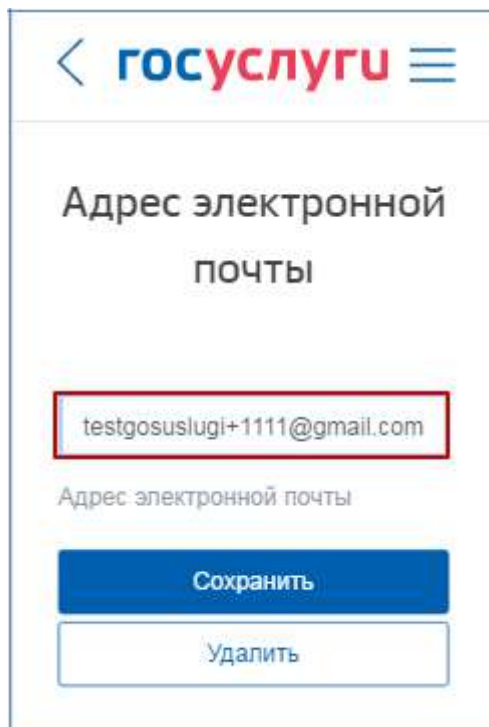 госуслуги
Адрес электронной
почты
testgosuslugi+1111@gmail.com
Адрес электронной почты
Сохранить
Удалить